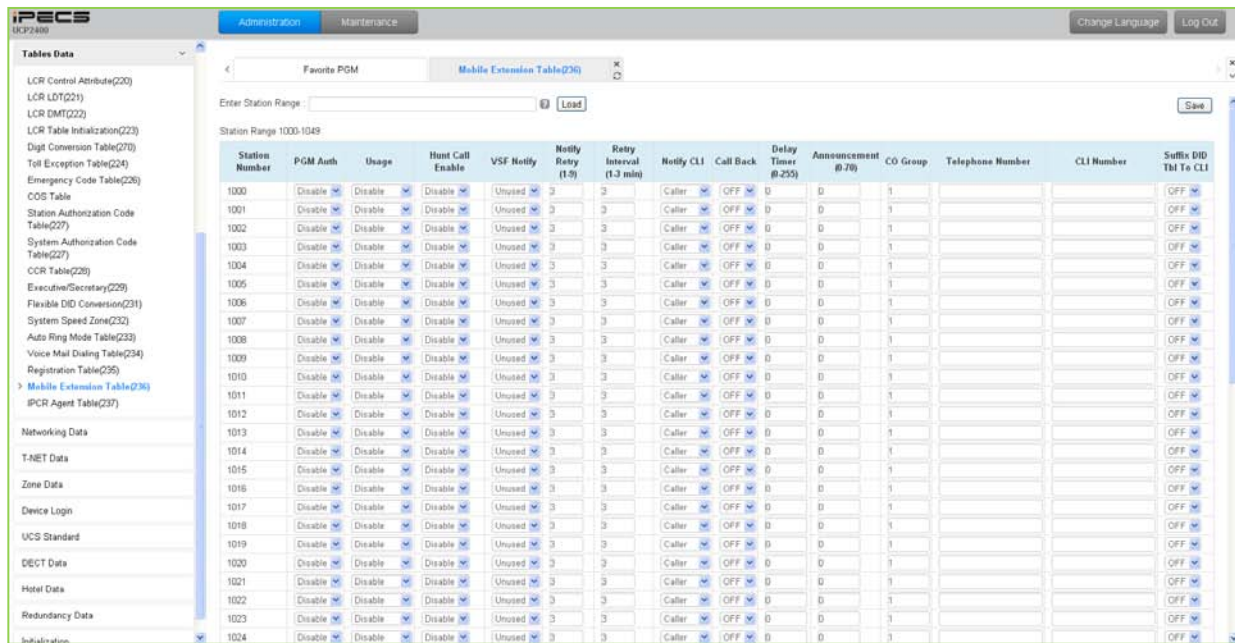 iPECS
UCP2400
Administration Maintenance Change Language Log Out
Tables Data
LCR Control Attribute(220)
LCR LDT(221)
LCR DMT(222)
LCR Table Initialization(223)
Digit Conversion Table(270)
Toll Exception Table(224)
Emergency Code Table(226)
COS Table
Station Authorization Code
Table(227)
System Authorization Code
Table(227)
CCR Table(228)
Executive/Secretary(229)
Flexible DID Conversion(231)
System Speed Zone(232)
Auto Ring Mode Table(233)
Voice Mail Dialing Table(234)
Registration Table(235)
> Mobile Extension Table(236)
IPCR Agent Table(237)
Networking Data
T-NET Data
Zone Data
Device Login
UCS Standard
DECT Data
Hotel Data
Redundancy Data
Initialization
< Favorite PGM Mobile Extension Table(236)
Enter Station Range : Load Save
Station Range 1000-1049
Station Number PGM Auth Usage Hunt Call Enable VSF Notify Notify Retry (1-9) Retry Interval (1-3 min) Notify CLI Call Back Delay Timer (0-255) Announcement (0-70) CO Group Telephone Number CLI Number Suffix DID Tbl To CLI
1000 Disable Disable Disable Unused 3 3 Caller OFF 0 0 1 OFF
1001 Disable Disable Disable Unused 3 3 Caller OFF 0 0 1 OFF
1002 Disable Disable Disable Unused 3 3 Caller OFF 0 0 1 OFF
1003 Disable Disable Disable Unused 3 3 Caller OFF 0 0 1 OFF
1004 Disable Disable Disable Unused 3 3 Caller OFF 0 0 1 OFF
1005 Disable Disable Disable Unused 3 3 Caller OFF 0 0 1 OFF
1006 Disable Disable Disable Unused 3 3 Caller OFF 0 0 1 OFF
1007 Disable Disable Disable Unused 3 3 Caller OFF 0 0 1 OFF
1008 Disable Disable Disable Unused 3 3 Caller OFF 0 0 1 OFF
1009 Disable Disable Disable Unused 3 3 Caller OFF 0 0 1 OFF
1010 Disable Disable Disable Unused 3 3 Caller OFF 0 0 1 OFF
1011 Disable Disable Disable Unused 3 3 Caller OFF 0 0 1 OFF
1012 Disable Disable Disable Unused 3 3 Caller OFF 0 0 1 OFF
1013 Disable Disable Disable Unused 3 3 Caller OFF 0 0 1 OFF
1014 Disable Disable Disable Unused 3 3 Caller OFF 0 0 1 OFF
1015 Disable Disable Disable Unused 3 3 Caller OFF 0 0 1 OFF
1016 Disable Disable Disable Unused 3 3 Caller OFF 0 0 1 OFF
1017 Disable Disable Disable Unused 3 3 Caller OFF 0 0 1 OFF
1018 Disable Disable Disable Unused 3 3 Caller OFF 0 0 1 OFF
1019 Disable Disable Disable Unused 3 3 Caller OFF 0 0 1 OFF
1020 Disable Disable Disable Unused 3 3 Caller OFF 0 0 1 OFF
1021 Disable Disable Disable Unused 3 3 Caller OFF 0 0 1 OFF
1022 Disable Disable Disable Unused 3 3 Caller OFF 0 0 1 OFF
1023 Disable Disable Disable Unused 3 3 Caller OFF 0 0 1 OFF
1024 Disable Disable Disable Unused 3 3 Caller OFF 0 0 1 OFF